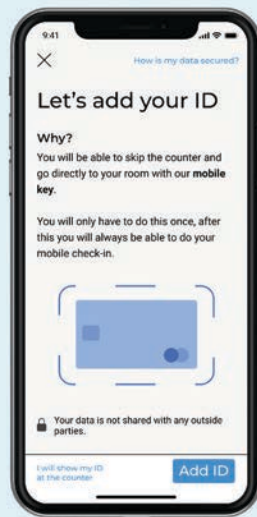 9:41
How is my data secured?
Let's add your ID
Why?
You will be able to skip the counter and
go directly to your room with our mobile
key.
You will only have to do this once, after
this you will always be able to do your
mobile check-in.
Your data is not shared with any outside
parties.
I will show my ID
at the counter
Add ID